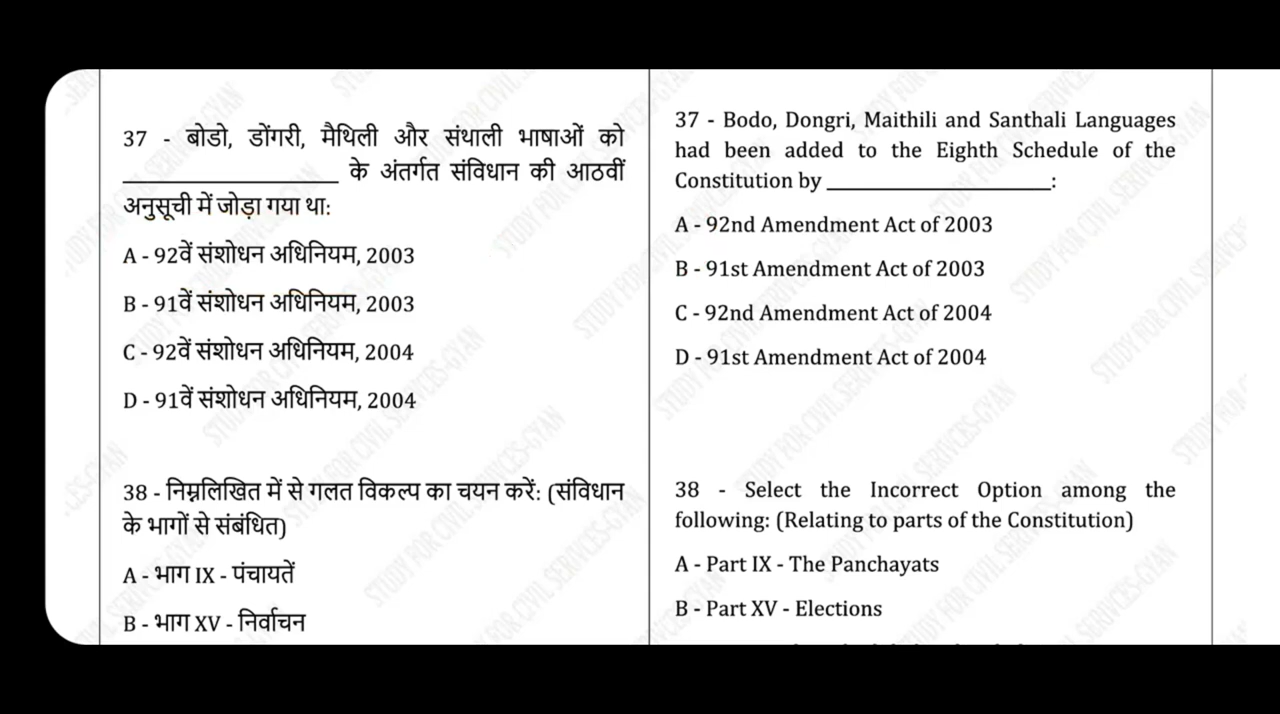 37 - बोडो, डोंगरी, मैथिली और संथाली भाषाओं को
____________________ के अंतर्गत संविधान की आठवीं
अनुसूची में जोड़ा गया था:
A - 92वें संशोधन अधिनियम, 2003
B - 91वें संशोधन अधिनियम, 2003
C - 92वें संशोधन अधिनियम, 2004
D - 91वें संशोधन अधिनियम, 2004
38 - निम्नलिखित में से गलत विकल्प का चयन करें: (संविधान
के भागों से संबंधित)
A - भाग IX - पंचायतें
B - भाग XV - निर्वाचन
37 - Bodo, Dongri, Maithili and Santhali Languages
had been added to the Eighth Schedule of the
Constitution by ____________________:
A - 92nd Amendment Act of 2003
B - 91st Amendment Act of 2003
C - 92nd Amendment Act of 2004
D - 91st Amendment Act of 2004
38 - Select the Incorrect Option among the
following: (Relating to parts of the Constitution)
A - Part IX - The Panchayats
B - Part XV - Elections